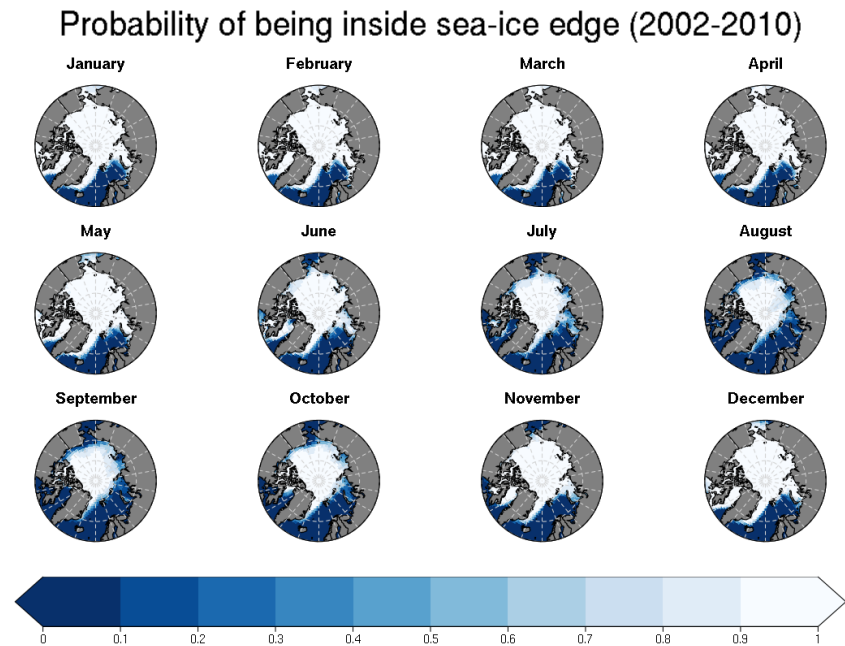 Probability of being inside sea-ice edge (2002-2010)
January February March April
May June July August
September October November December
0 0.1 0.2 0.3 0.4 0.5 0.6 0.7 0.8 0.9 1